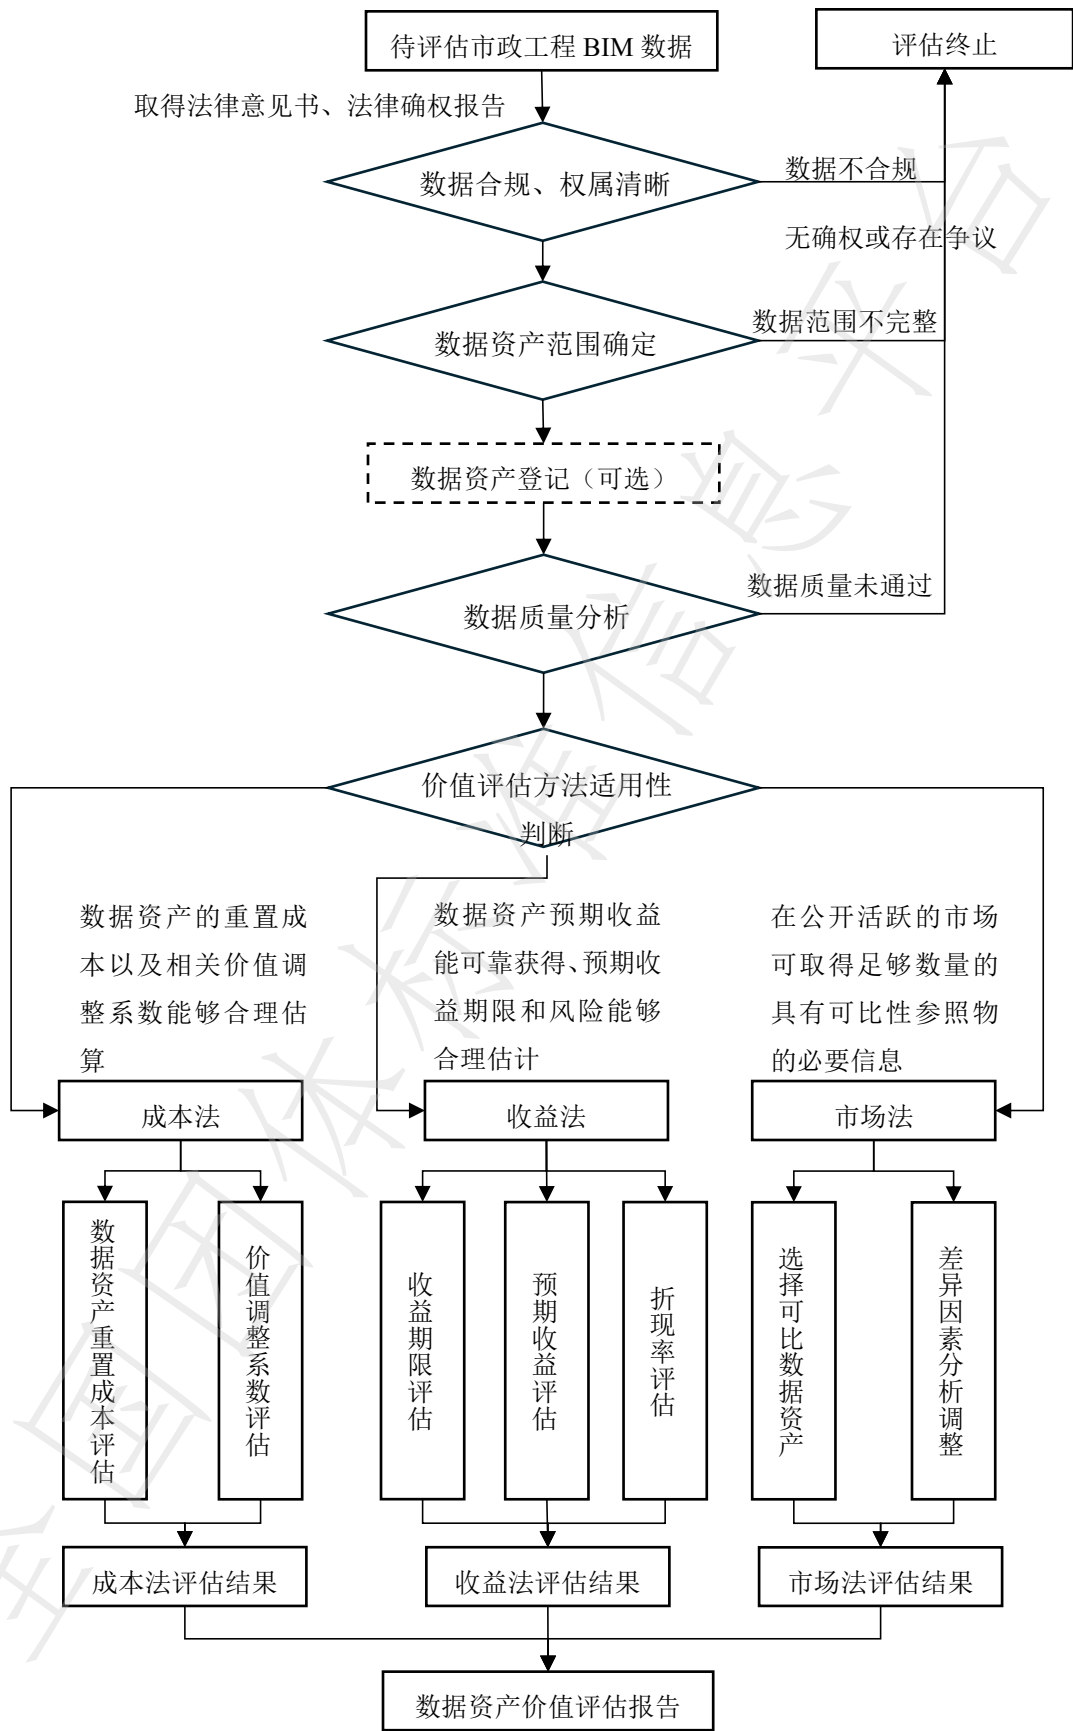 待评估市政工程 BIM 数据
评估终止
取得法律意见书、法律确权报告
数据合规、权属清晰
数据不合规
无确权或存在争议
数据资产范围确定
数据范围不完整
数据资产登记（可选）
数据质量分析
数据质量未通过
价值评估方法适用性
判断
数据资产的重置成
本以及相关价值调
整系数能够合理估
算
数据资产预期收益
能可靠获得、预期收
益期限和风险能够
合理估计
在公开活跃的市场
可取得足够数量的
具有可比性参照物
的必要信息
成本法
收益法
市场法
数据资产重置成本评估
价值调整系数评估
收益期限评估
预期收益评估
折现率评估
选择可比数据资产
差异因素分析调整
成本法评估结果
收益法评估结果
市场法评估结果
数据资产价值评估报告
全国团体标准信息平台